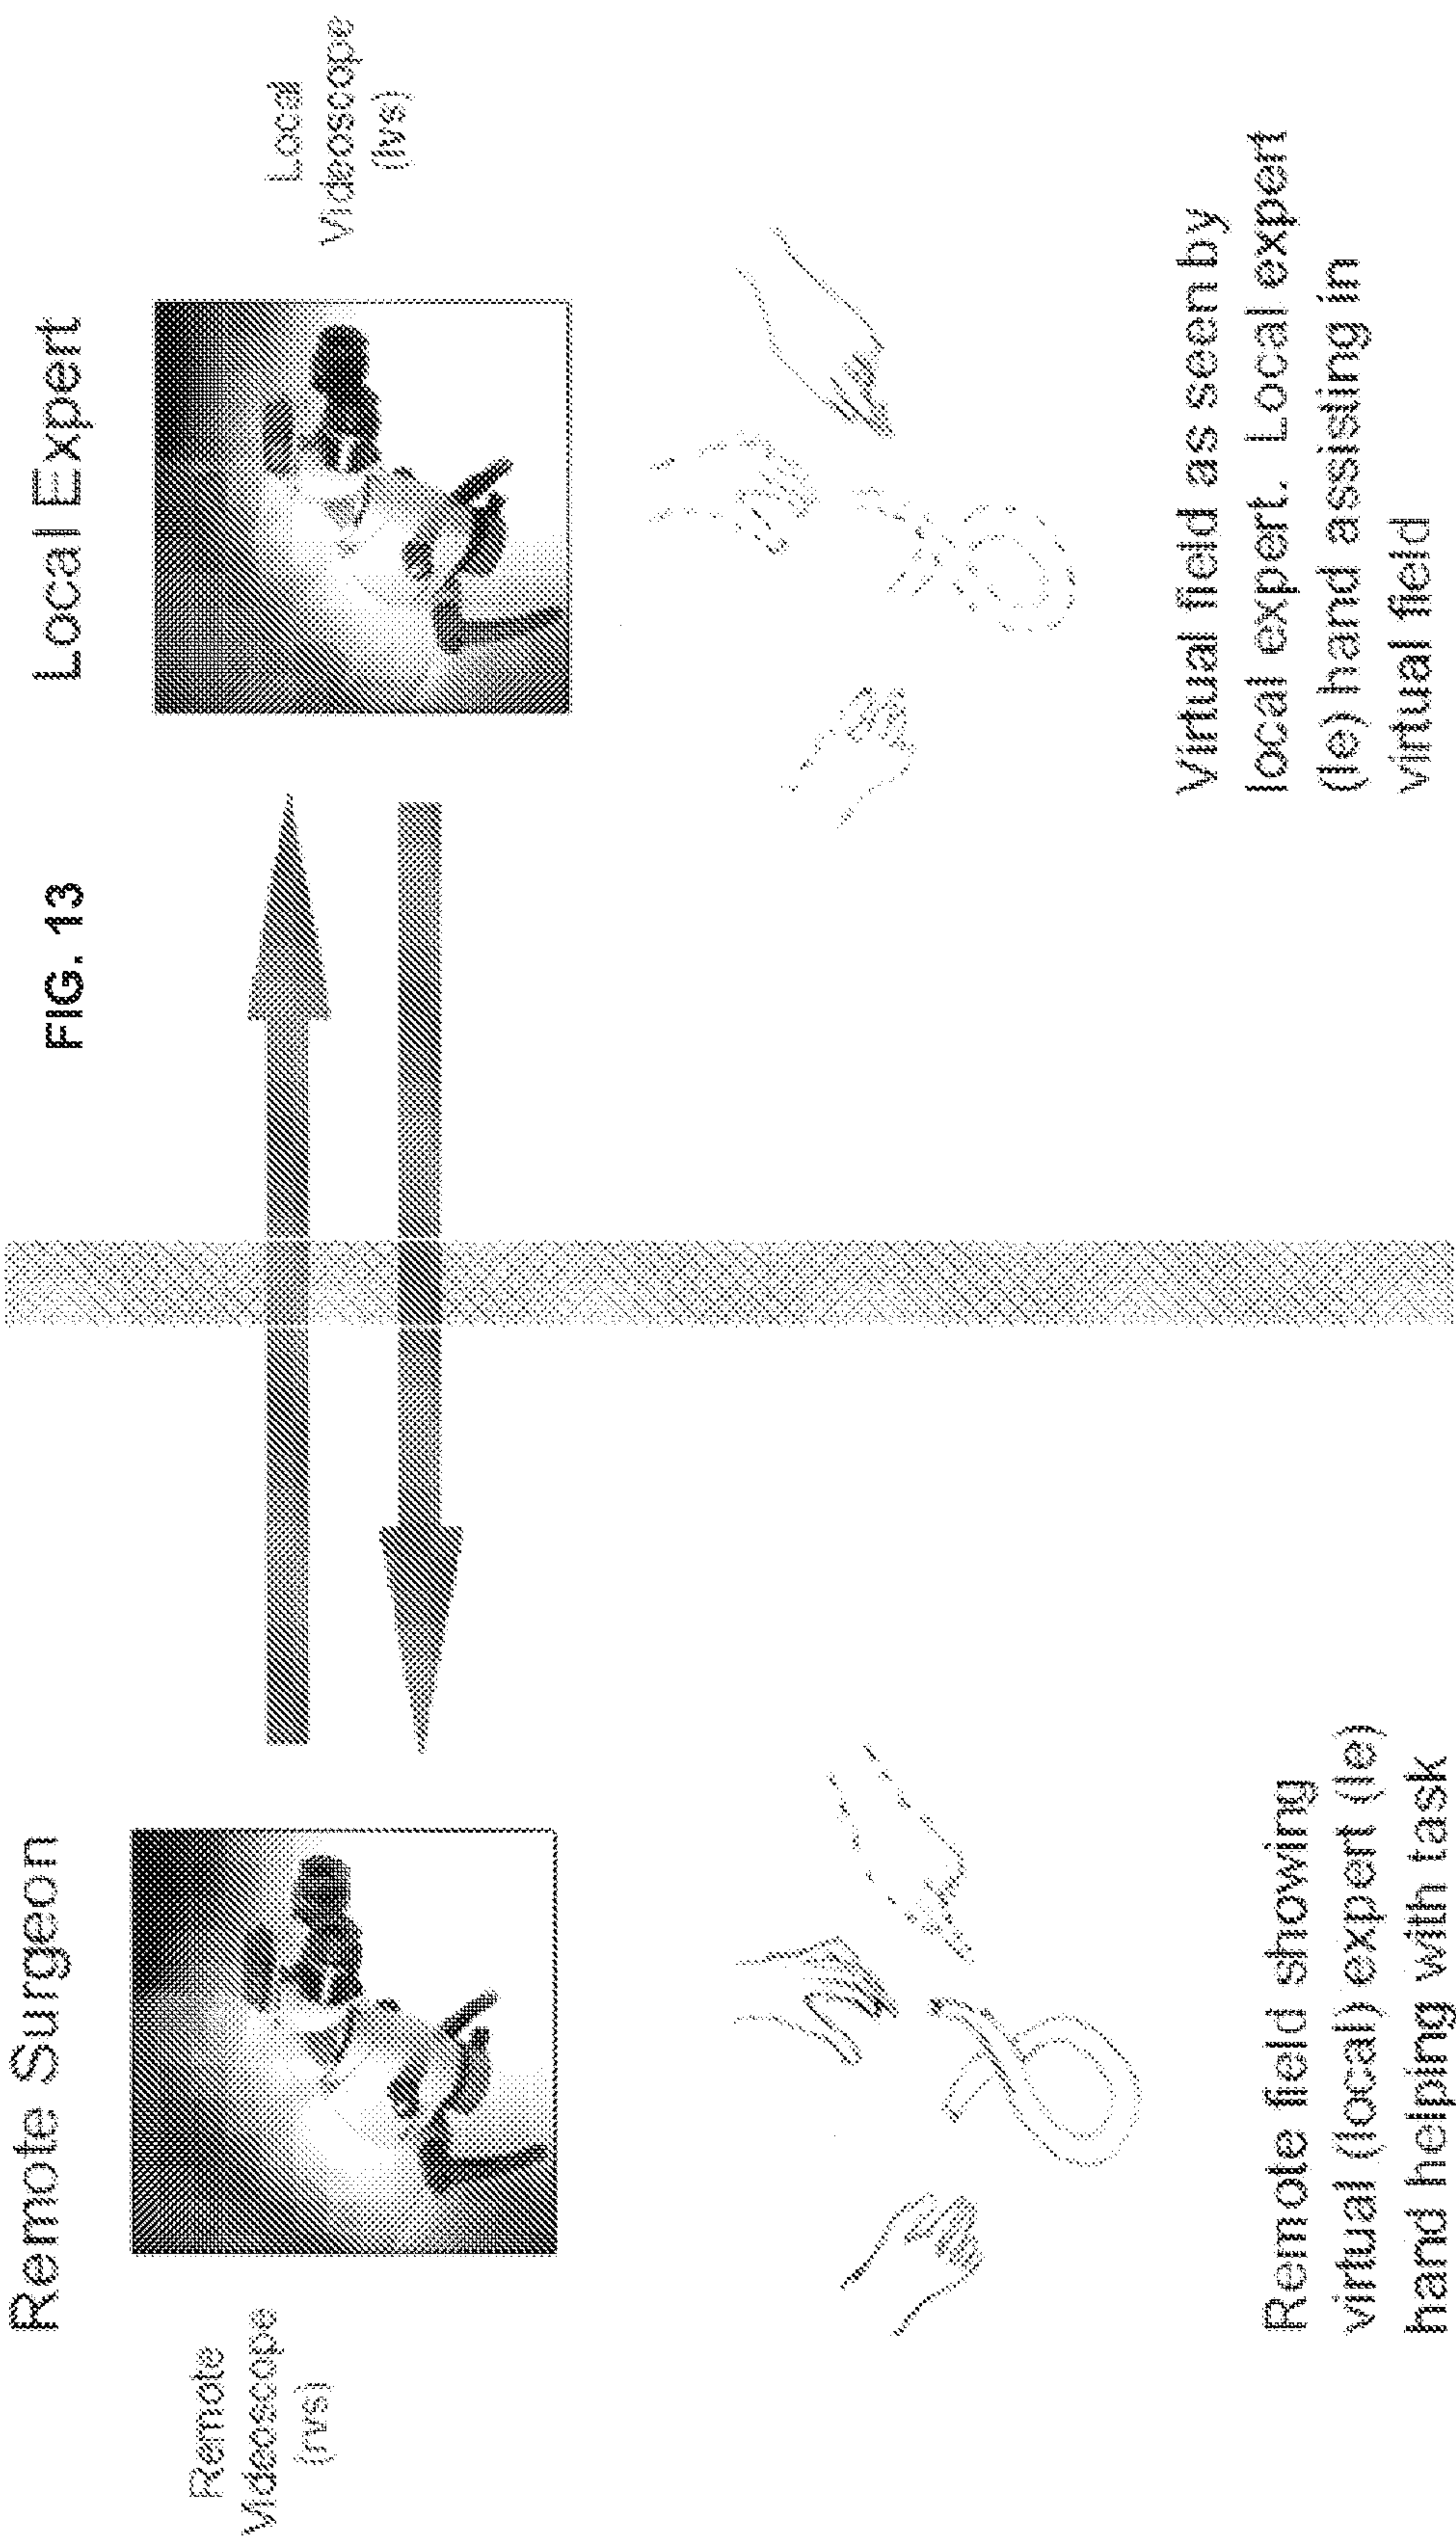 FIG. 13
Remote Surgeon
Remote
Videoscope
(rvs)
Remote field showing
virtual (local) expert (le)
hand helping with task
Local Expert
Local
Videoscope
(lvs)
Virtual field as seen by
local expert. Local expert
(le) hand assisting in
virtual field